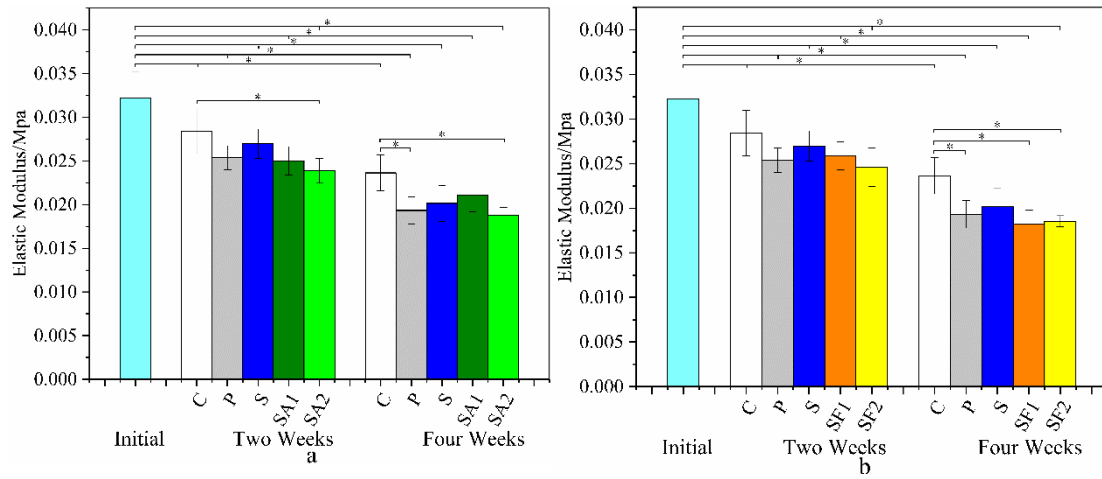 Elastic Modulus/Mpa
0.040
0.035
0.030
0.025
0.020
0.015
0.010
0.005
0.000
* * * * *
*
*
*
C P S SA1 SA2 C P S SA1 SA2
Initial Two Weeks Four Weeks
a
Elastic Modulus/Mpa
0.040
0.035
0.030
0.025
0.020
0.015
0.010
0.005
0.000
* * * * *
*
*
*
C P S SF1 SF2 C P S SF1 SF2
Initial Two Weeks Four Weeks
b